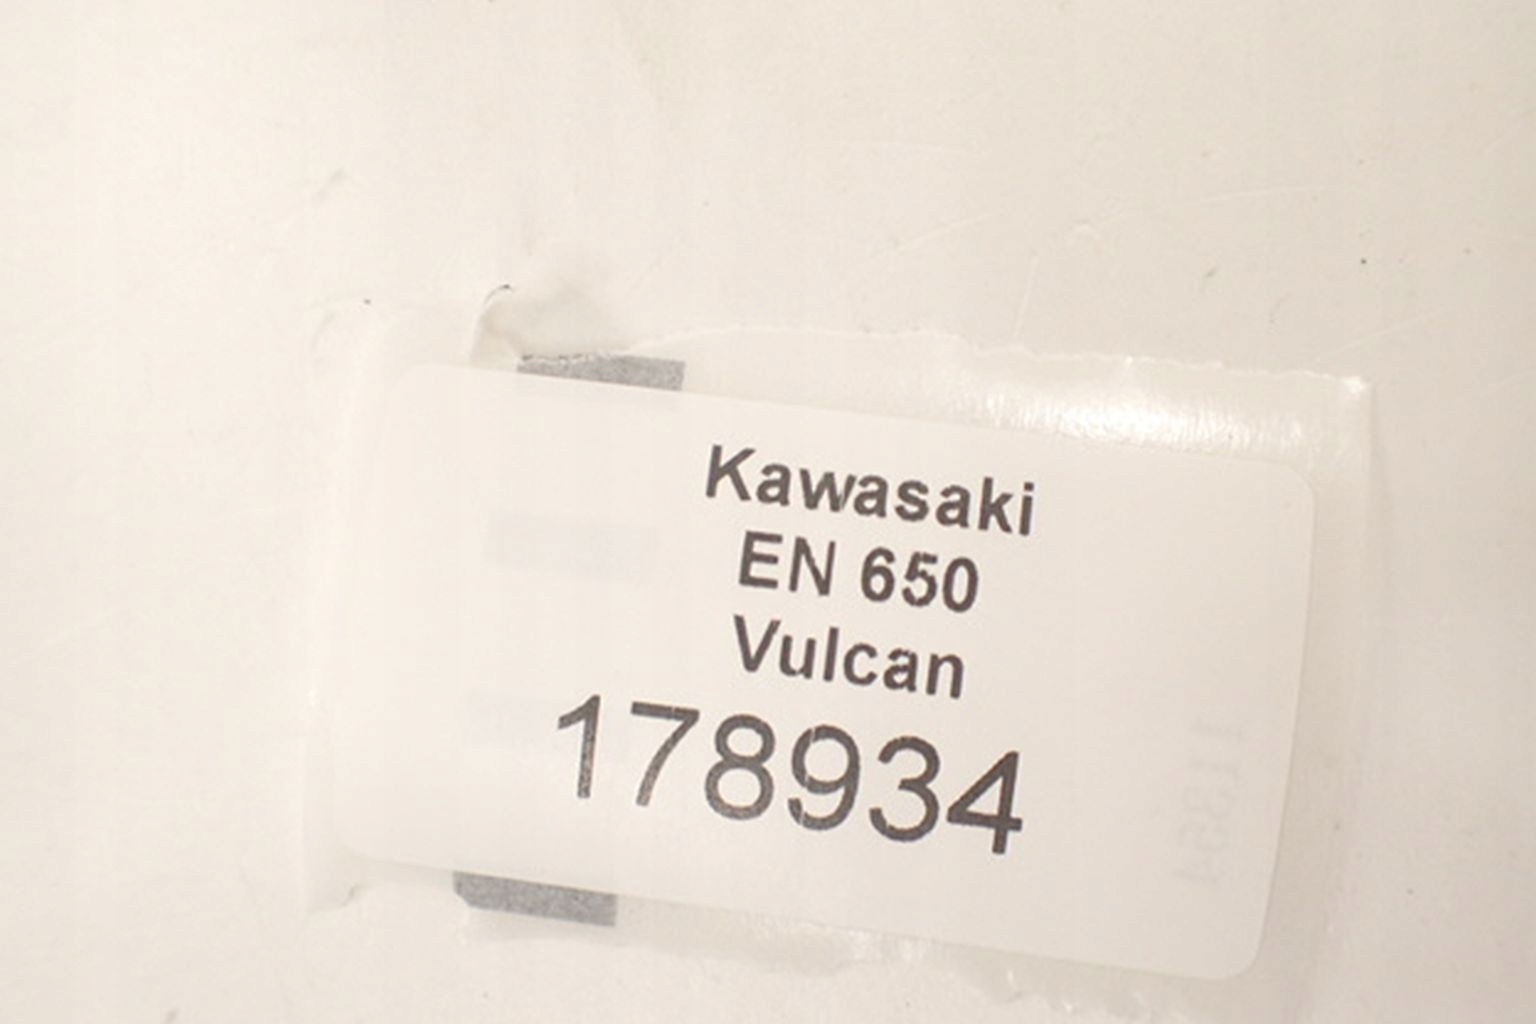 Kawasaki
EN 650
Vulcan
178934